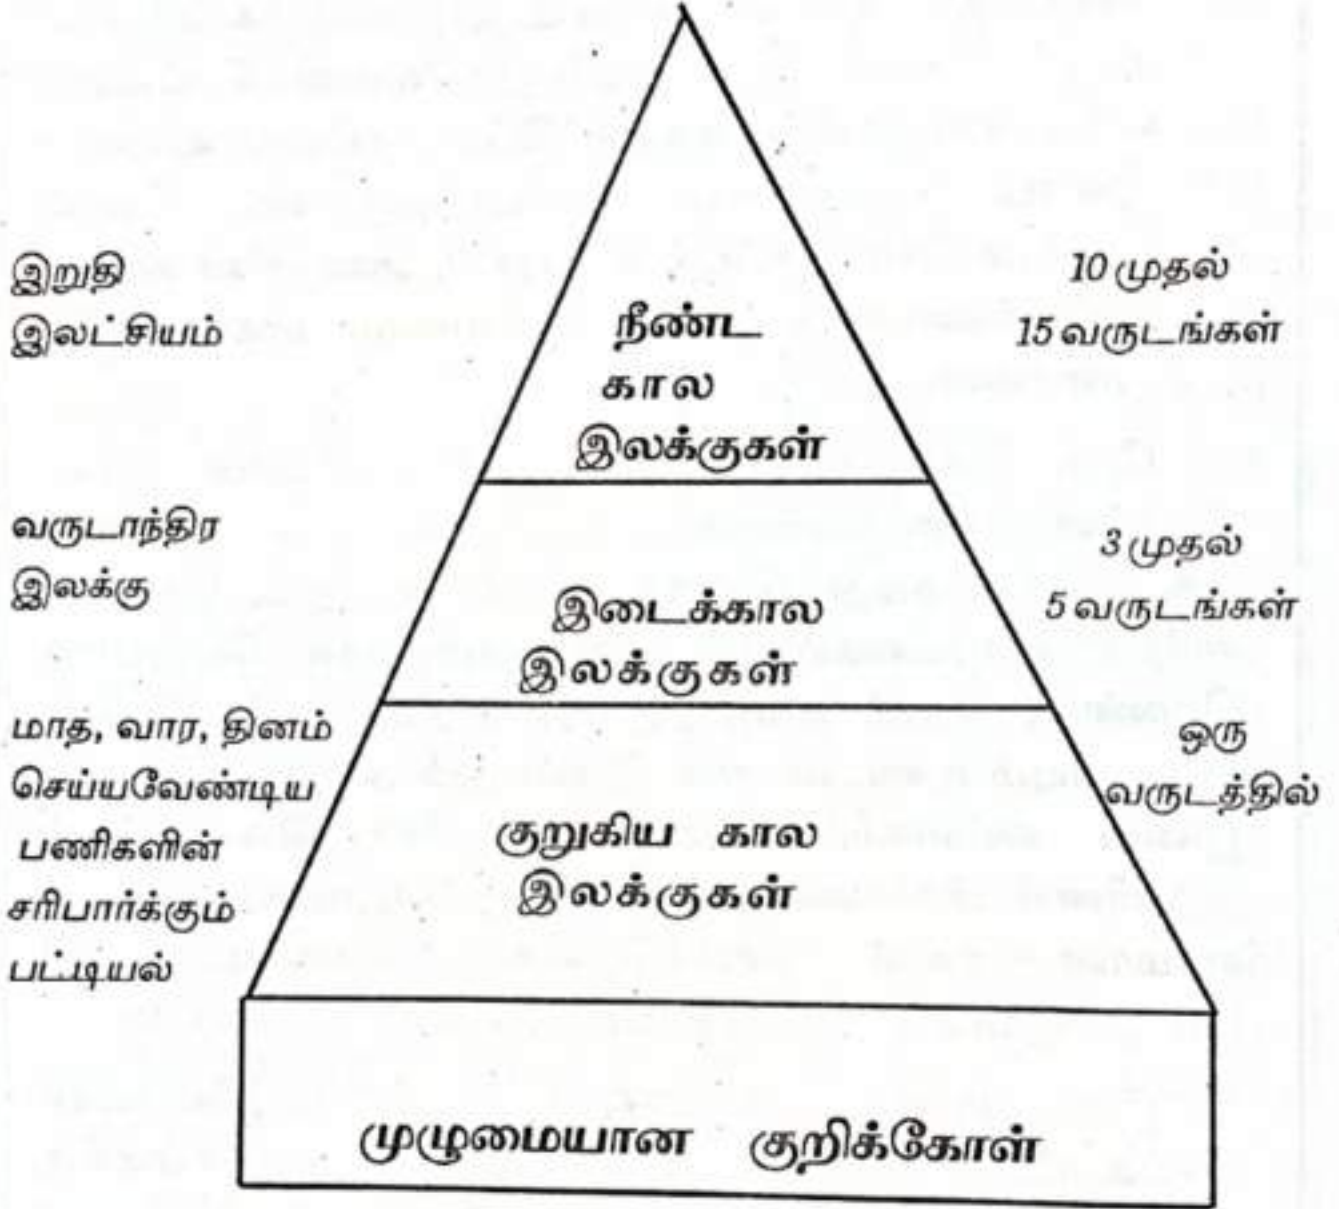 இறுதி
இலட்சியம்
நீண்ட
கால
இலக்குகள்
10 முதல்
15 வருடங்கள்
வருடாந்திர
இலக்கு
இடைக்கால
இலக்குகள்
3 முதல்
5 வருடங்கள்
மாத, வார, தினம்
செய்யவேண்டிய
பணிகளின்
சரிபார்க்கும்
பட்டியல்
குறுகிய கால
இலக்குகள்
ஒரு
வருடத்தில்
முழுமையான குறிக்கோள்